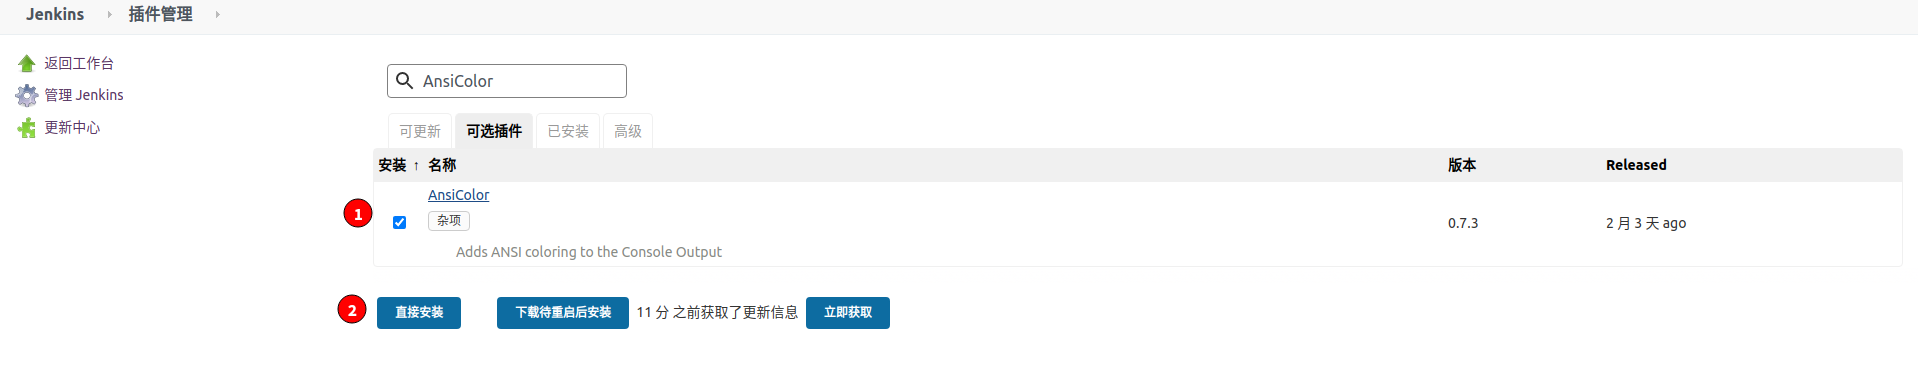 Jenkins 插件管理
返回工作台
管理 Jenkins
更新中心
AnsiColor
可更新 可选插件 已安装 高级
安装 ↑ 名称 版本 Released
AnsiColor
1 杂项 0.7.3 2 月 3 天 ago
Adds ANSI coloring to the Console Output
2 直接安装 下载待重启后安装 11 分 之前获取了更新信息 立即获取